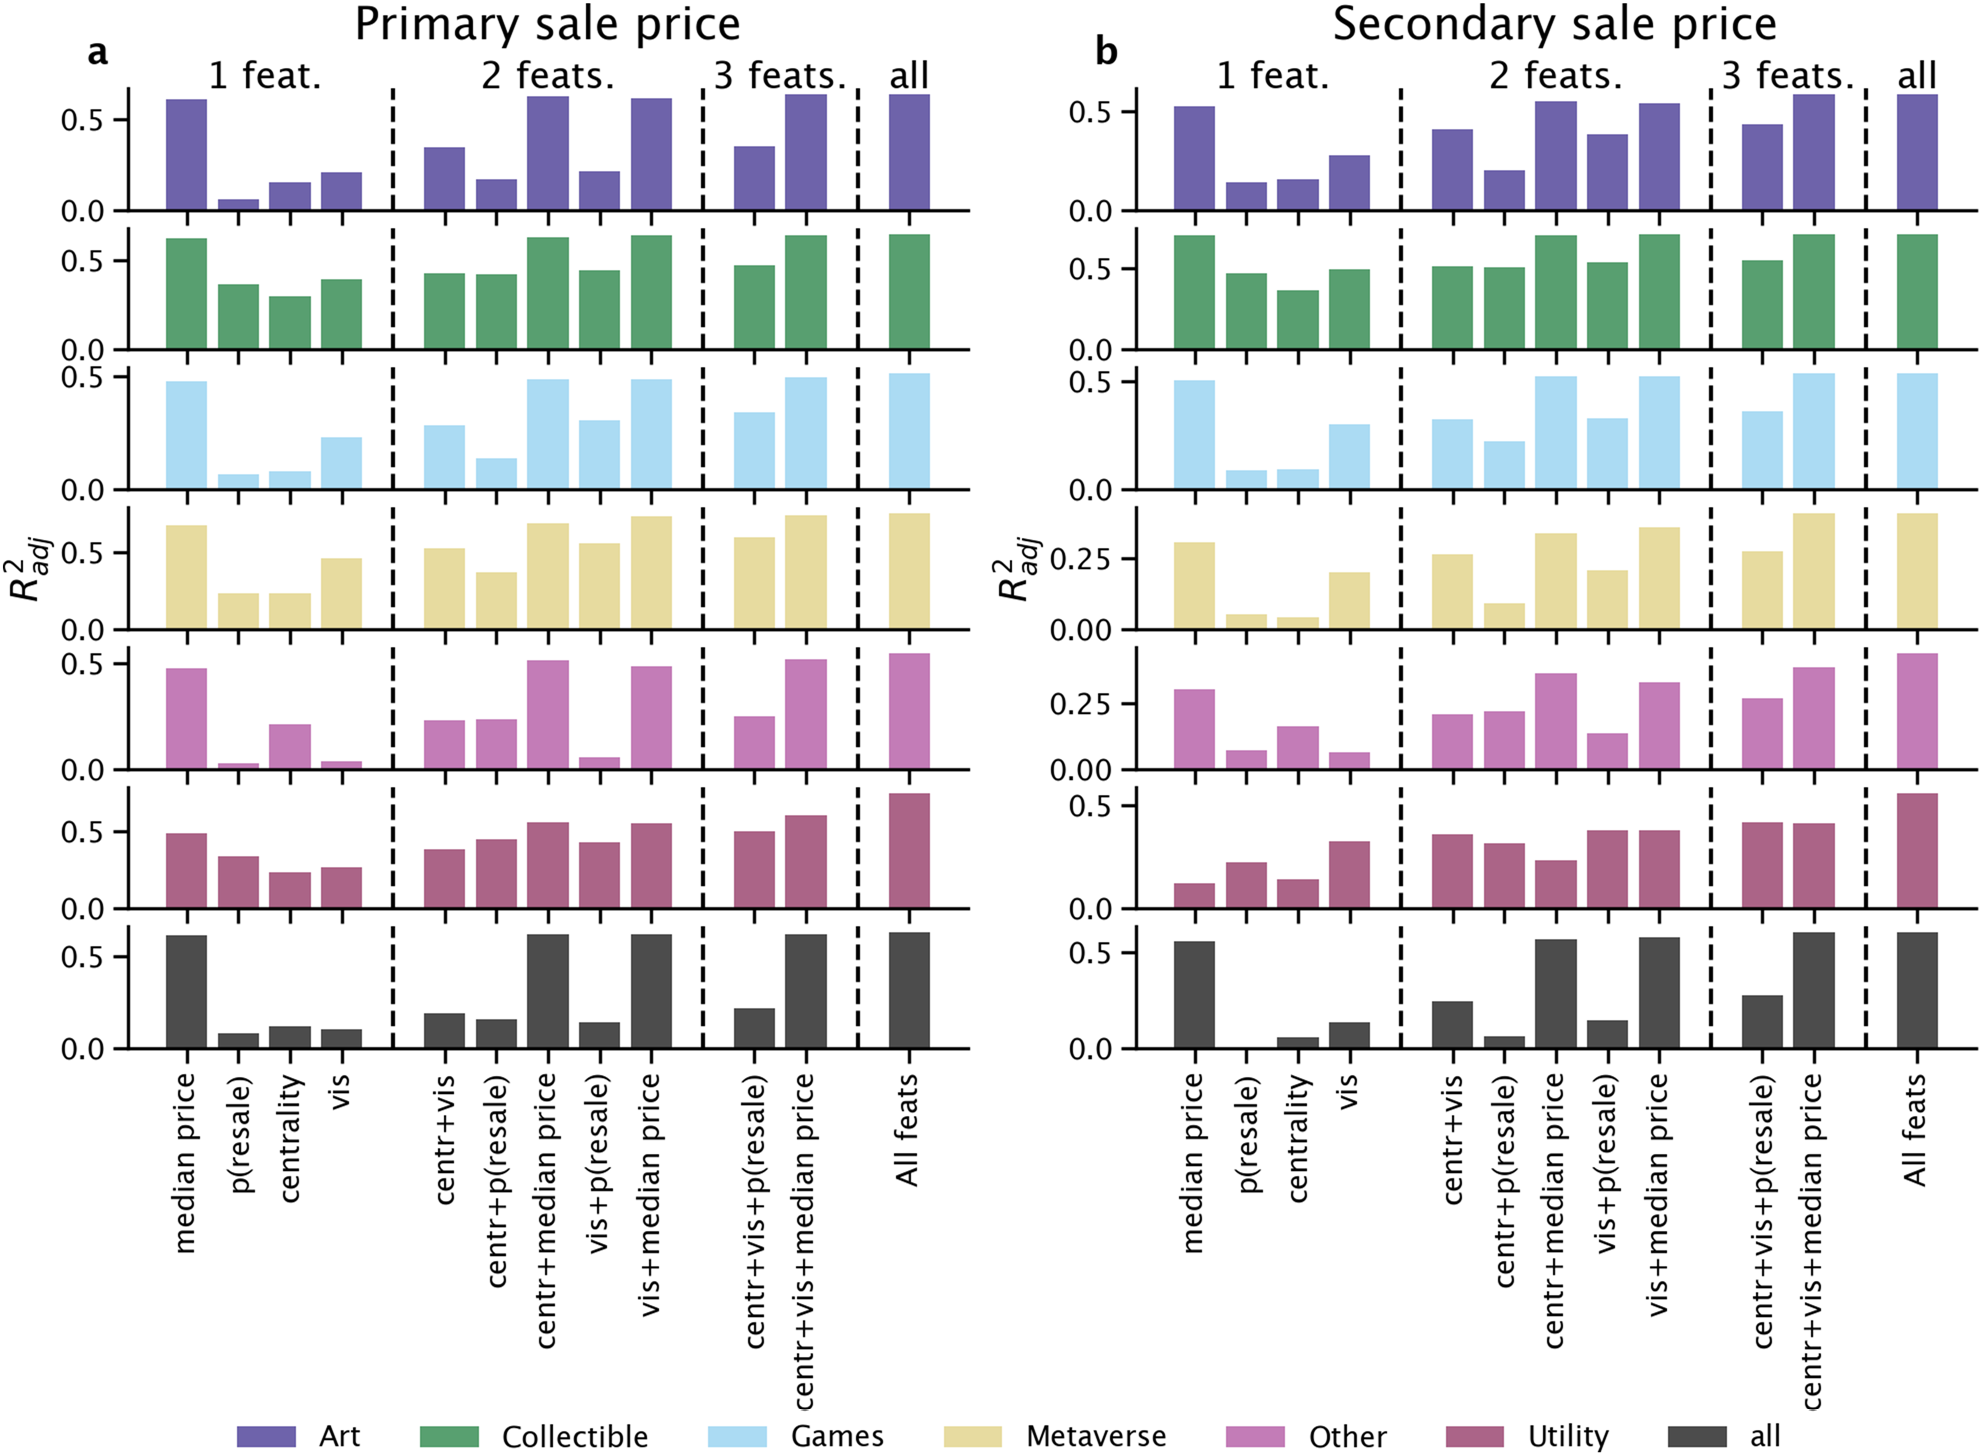 Primary sale price
a
1 feat.
2 feats.
3 feats.
all
0.5
0.0
0.5
0.0
0.5
0.0
0.5
0.0
0.5
0.0
0.5
0.0
0.5
0.0
R²adj
median price
p(resale)
centrality
vis
centr+vis
centr+p(resale)
centr+median price
vis+p(resale)
vis+median price
centr+vis+p(resale)
centr+vis+median price
All feats
Secondary sale price
b
1 feat.
2 feats.
3 feats.
all
0.5
0.0
0.5
0.0
0.5
0.0
0.25
0.00
0.25
0.00
0.5
0.0
0.5
0.0
R²adj
median price
p(resale)
centrality
vis
centr+vis
centr+p(resale)
centr+median price
vis+p(resale)
vis+median price
centr+vis+p(resale)
centr+vis+median price
All feats
Art
Collectible
Games
Metaverse
Other
Utility
all